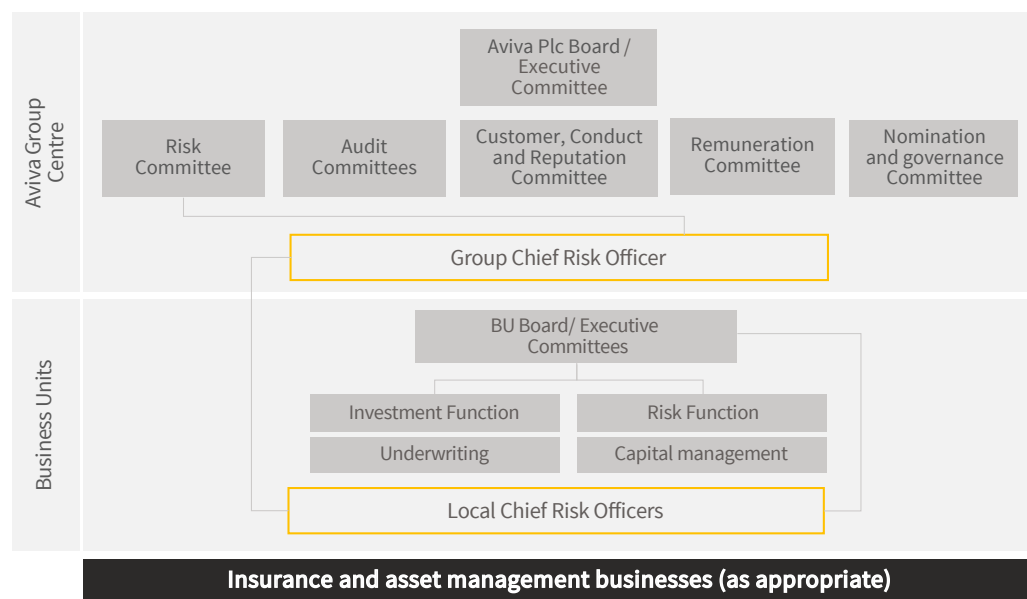 Aviva Group
Centre
Aviva Plc Board /
Executive
Committee
Risk
Committee
Audit
Committees
Customer, Conduct
and Reputation
Committee
Remuneration
Committee
Nomination
and governance
Committee
Group Chief Risk Officer
Business Units
BU Board/ Executive
Committees
Investment Function
Risk Function
Underwriting
Capital management
Local Chief Risk Officers
Insurance and asset management businesses (as appropriate)